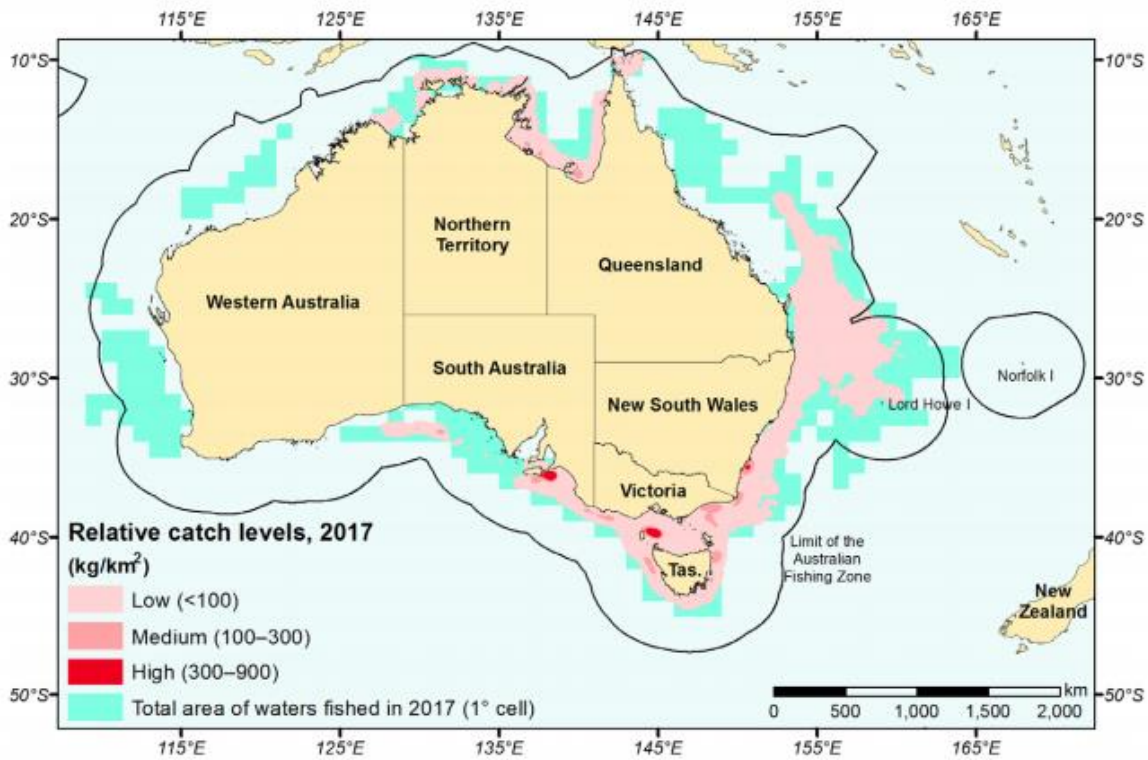 115°E 125°E 135°E 145°E 155°E 165°E
10°S 10°S
20°S 20°S
Northern
Territory
Queensland
Western Australia
30°S 30°S
South Australia
Norfolk I
New South Wales
Lord Howe I
Victoria
40°S 40°S
Limit of the
Australian
Fishing Zone
Tas.
New
Zealand
Relative catch levels, 2017
(kg/km²)
Low (<100)
Medium (100–300)
High (300–900)
Total area of waters fished in 2017 (1° cell)
50°S 50°S
km
0 500 1,000 1,500 2,000
115°E 125°E 135°E 145°E 155°E 165°E